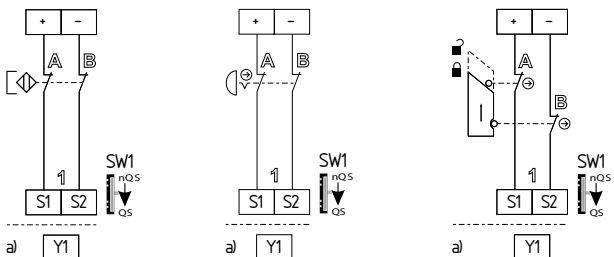 + − + − + −
A B A B A
B
1 SW1 1 SW1 1 SW1
nQS nQS nQS
S1 S2 S1 S2 S1 S2
QS QS QS
a) Y1 a) Y1 a) Y1